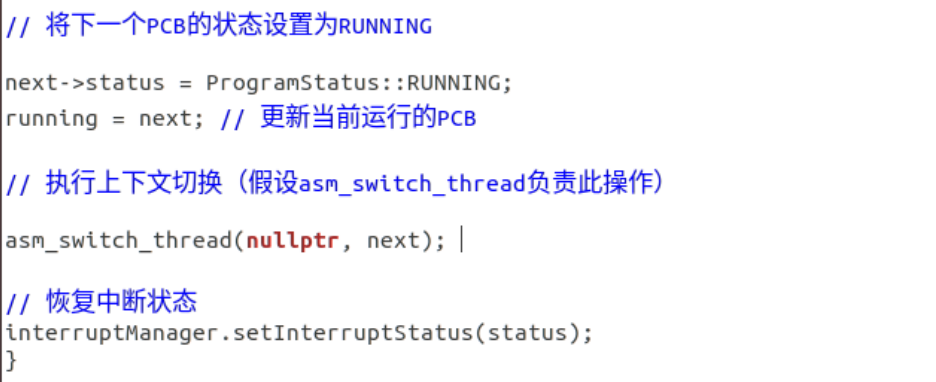 // 将下一个PCB的状态设置为RUNNING
next->status = ProgramStatus::RUNNING;
running = next; // 更新当前运行的PCB
// 执行上下文切换（假设asm_switch_thread负责此操作）
asm_switch_thread(nullptr, next);
// 恢复中断状态
interruptManager.setInterruptStatus(status);
}